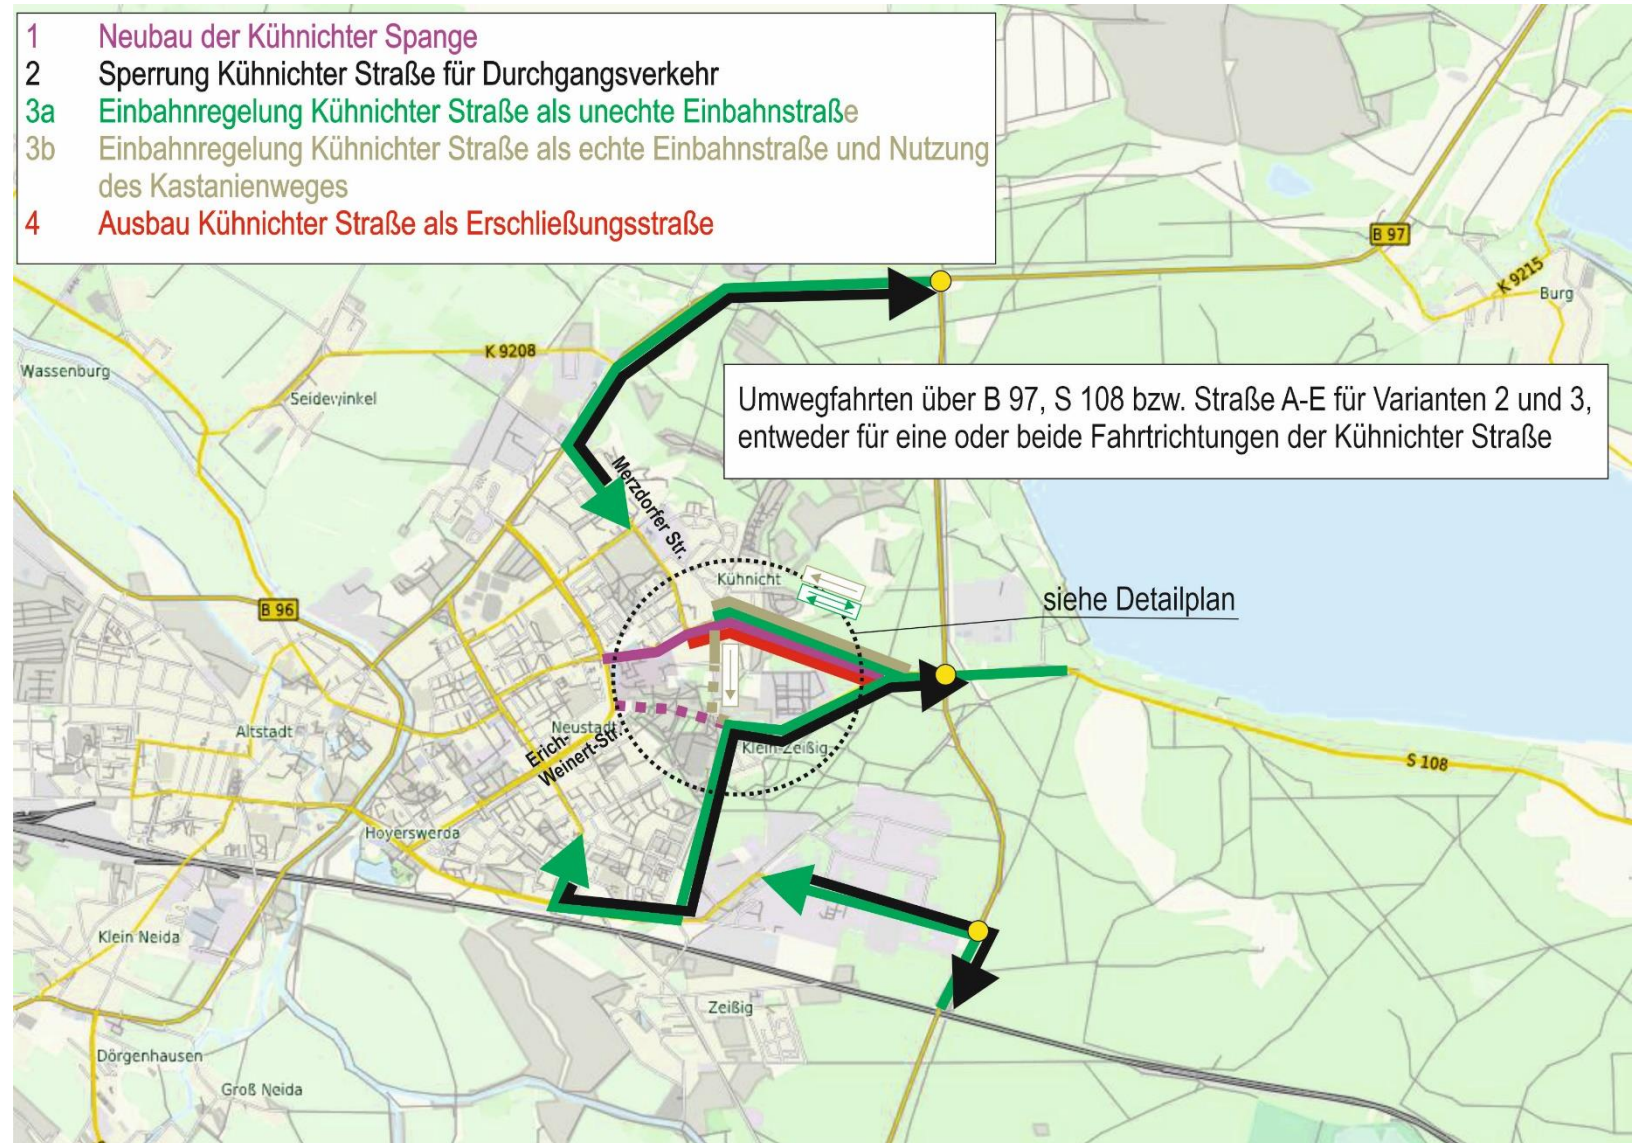 1 Neubau der Kühnichter Spange
2 Sperrung Kühnichter Straße für Durchgangsverkehr
3a Einbahnregelung Kühnichter Straße als unechte Einbahnstraße
3b Einbahnregelung Kühnichter Straße als echte Einbahnstraße und Nutzung
des Kastanienweges
4 Ausbau Kühnichter Straße als Erschließungsstraße
B 97
K 9215
Burg
K 9208
Wassenburg
Seidewinkel
Umwegfahrten über B 97, S 108 bzw. Straße A-E für Varianten 2 und 3,
entweder für eine oder beide Fahrtrichtungen der Kühnichter Straße
Merzdorfer Str.
Kühnicht
siehe Detailplan
B 96
Altstadt
Neustadt
Erich-
Weinert-Str.
Klein-Zeißig
S 108
Hoyerswerda
Klein Neida
Zeißig
Dörgenhausen
Groß Neida